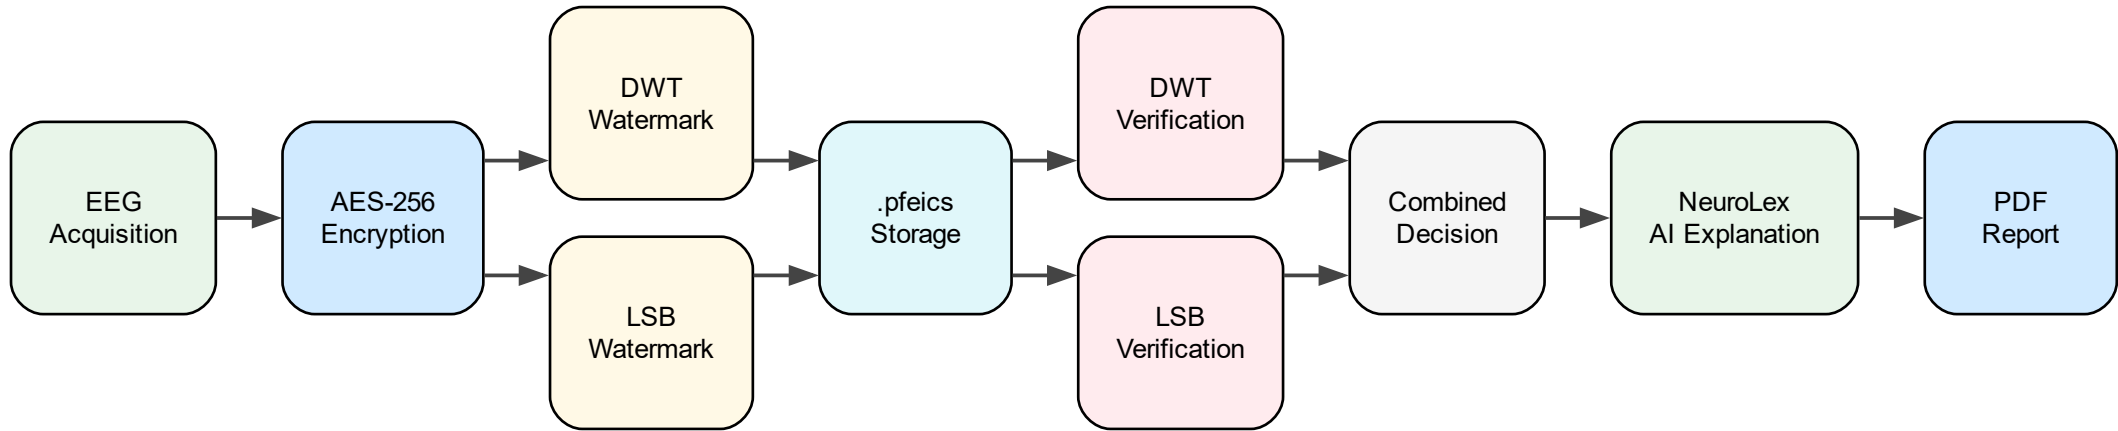 EEG
Acquisition
AES-256
Encryption
DWT
Watermark
LSB
Watermark
.pfeics
Storage
DWT
Verification
LSB
Verification
Combined
Decision
NeuroLex
AI Explanation
PDF
Report